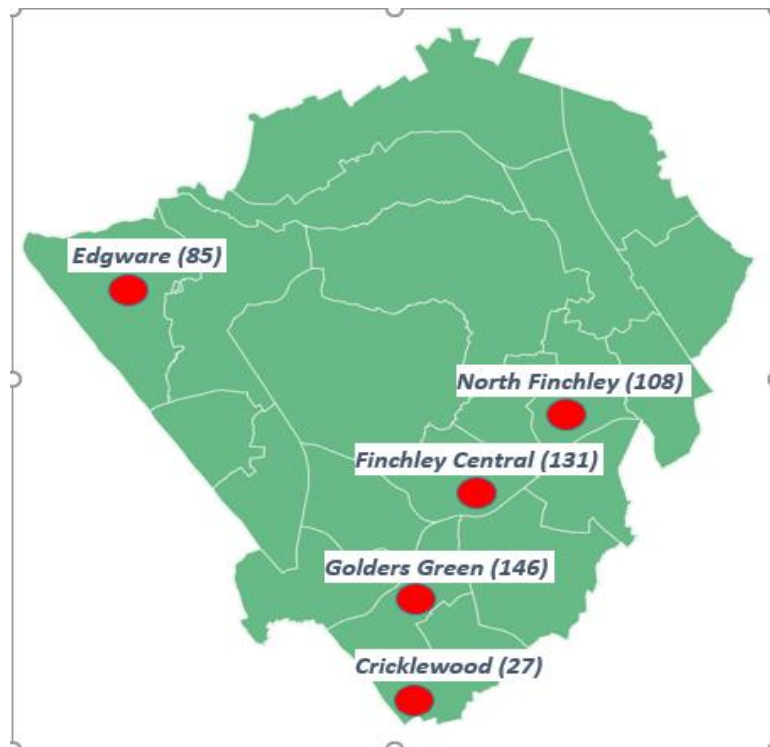 Edgware (85)
North Finchley (108)
Finchley Central (131)
Golders Green (146)
Cricklewood (27)